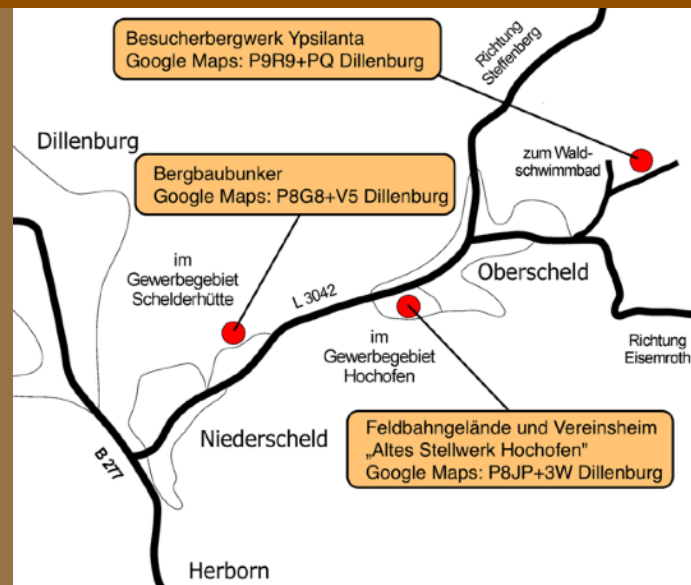 Besucherbergwerk Ypsilanta
Google Maps: P9R9+PQ Dillenburg
Richtung
Steffenberg
Dillenburg
zum Wald-
schwimmbad
Bergbaubunker
Google Maps: P8G8+V5 Dillenburg
im
Gewerbegebiet
Schelderhütte
L 3042
Oberscheld
im
Gewerbegebiet
Hochofen
Richtung
Eisemroth
Niederscheld
Feldbahngelände und Vereinsheim
„Altes Stellwerk Hochofen"
Google Maps: P8JP+3W Dillenburg
B 277
Herborn